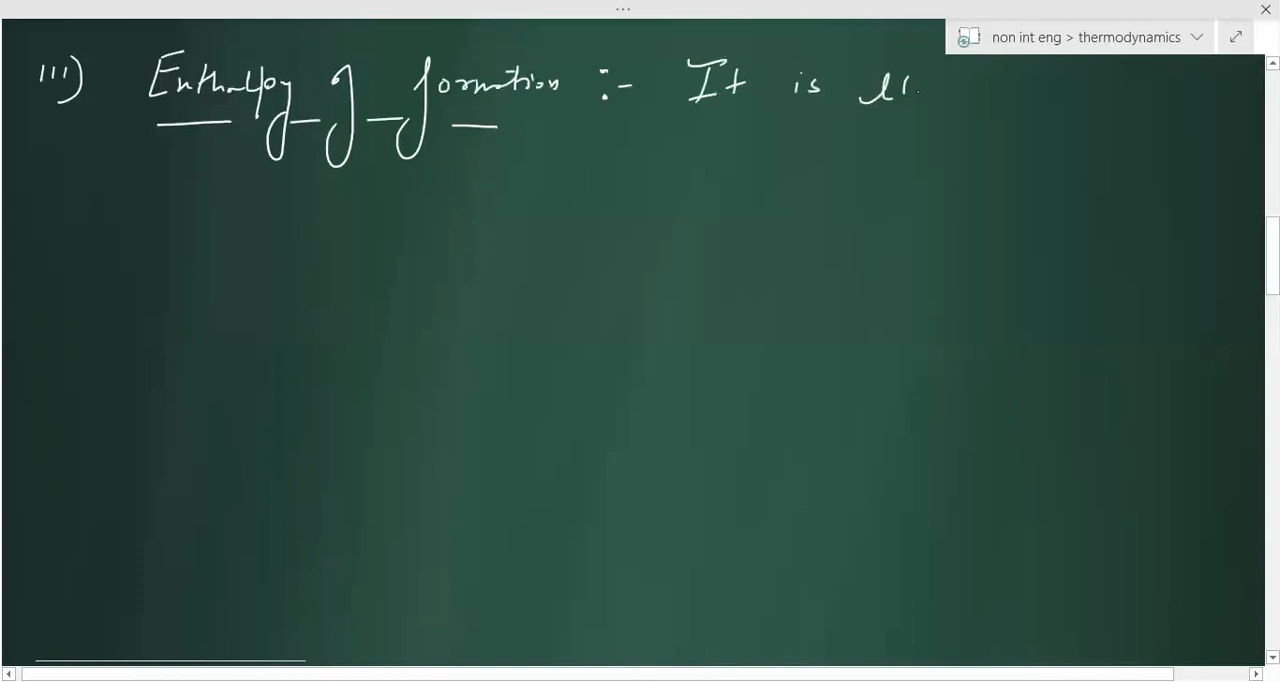 non int eng > thermodynamics
III) Enthalpy of formation :- It is